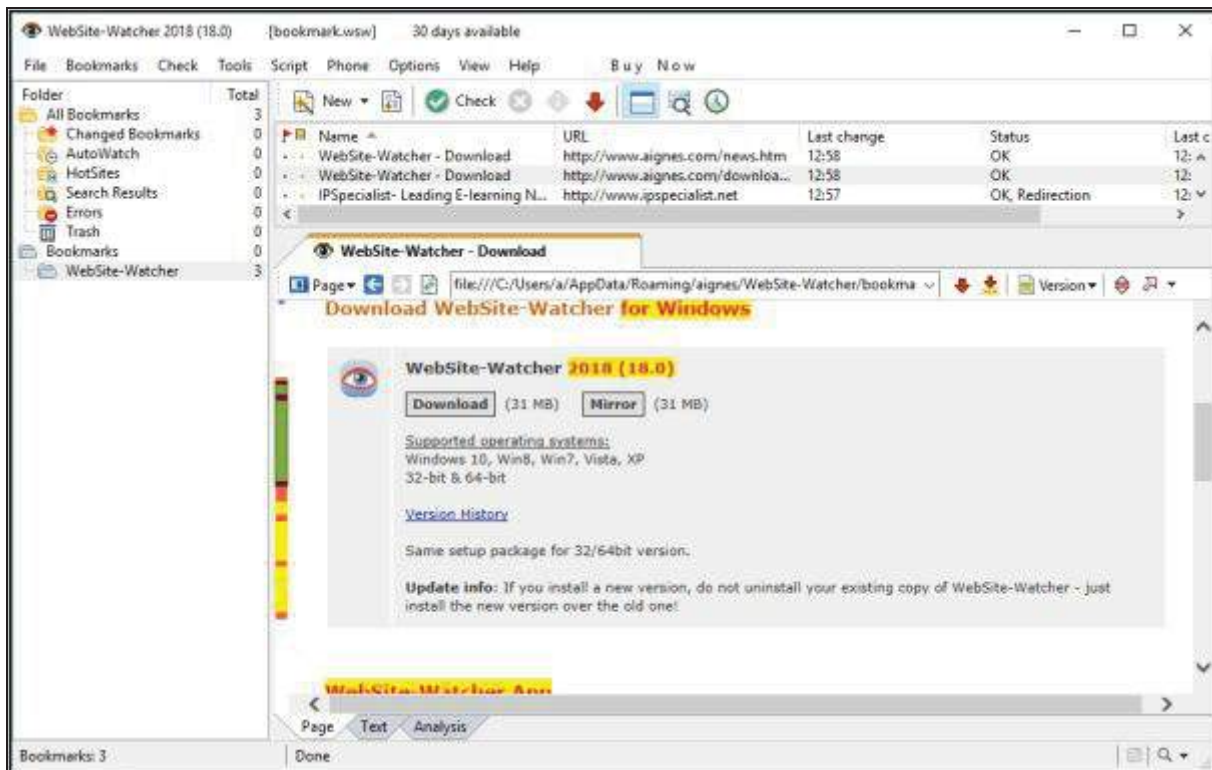 WebSite-Watcher 2018 (18.0) [bookmark.wsw] 30 days available
File Bookmarks Check Tools Script Phone Options View Help Buy Now
Folder Total
All Bookmarks 3
Changed Bookmarks 0
AutoWatch 0
HotSites 0
Search Results 0
Errors 0
Trash 0
Bookmarks 0
WebSite-Watcher 3
New Check
Name URL Last change Status Last c
WebSite-Watcher - Download http://www.aignes.com/news.htm 12:58 OK 12:
WebSite-Watcher - Download http://www.aignes.com/downloa... 12:58 OK 12:
IPSpecialist- Leading E-learning N... http://www.ipspecialist.net 12:57 OK, Redirection 12:
WebSite-Watcher - Download
Page file:///C:/Users/a/AppData/Roaming/aignes/WebSite-Watcher/bookma Version
Download WebSite-Watcher for Windows
WebSite-Watcher 2018 (18.0)
Download (31 MB) Mirror (31 MB)
Supported operating systems:
Windows 10, Win8, Win7, Vista, XP
32-bit & 64-bit
Version History
Same setup package for 32/64bit version.
Update info: If you install a new version, do not uninstall your existing copy of WebSite-Watcher - just
install the new version over the old one!
WebSite-Watcher App
Page Text Analysis
Bookmarks: 3 Done